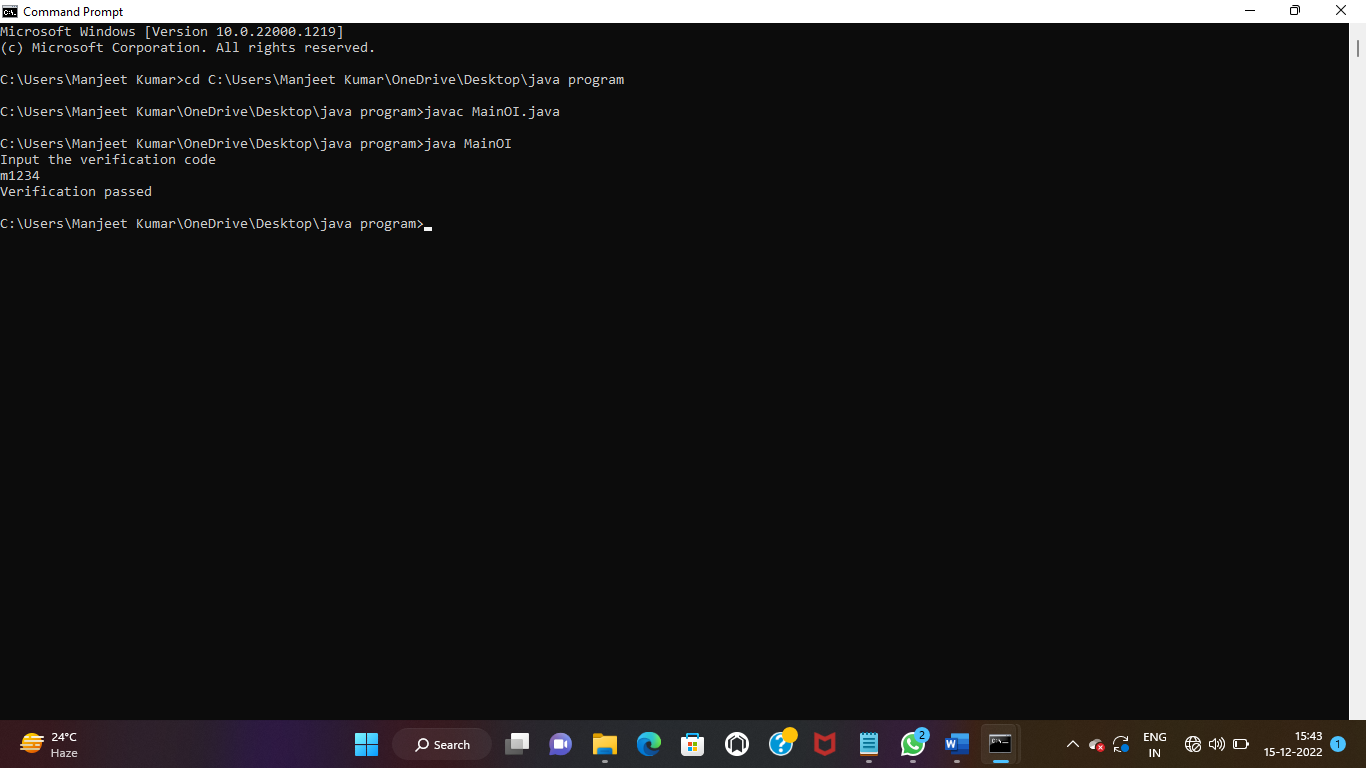 Command Prompt
Microsoft Windows [Version 10.0.22000.1219]
(c) Microsoft Corporation. All rights reserved.
C:\Users\Manjeet Kumar>cd C:\Users\Manjeet Kumar\OneDrive\Desktop\java program
C:\Users\Manjeet Kumar\OneDrive\Desktop\java program>javac MainOI.java
C:\Users\Manjeet Kumar\OneDrive\Desktop\java program>java MainOI
Input the verification code
m1234
Verification passed
C:\Users\Manjeet Kumar\OneDrive\Desktop\java program>
24°C
Haze
Search
2
ENG
IN
15:43
15-12-2022
1